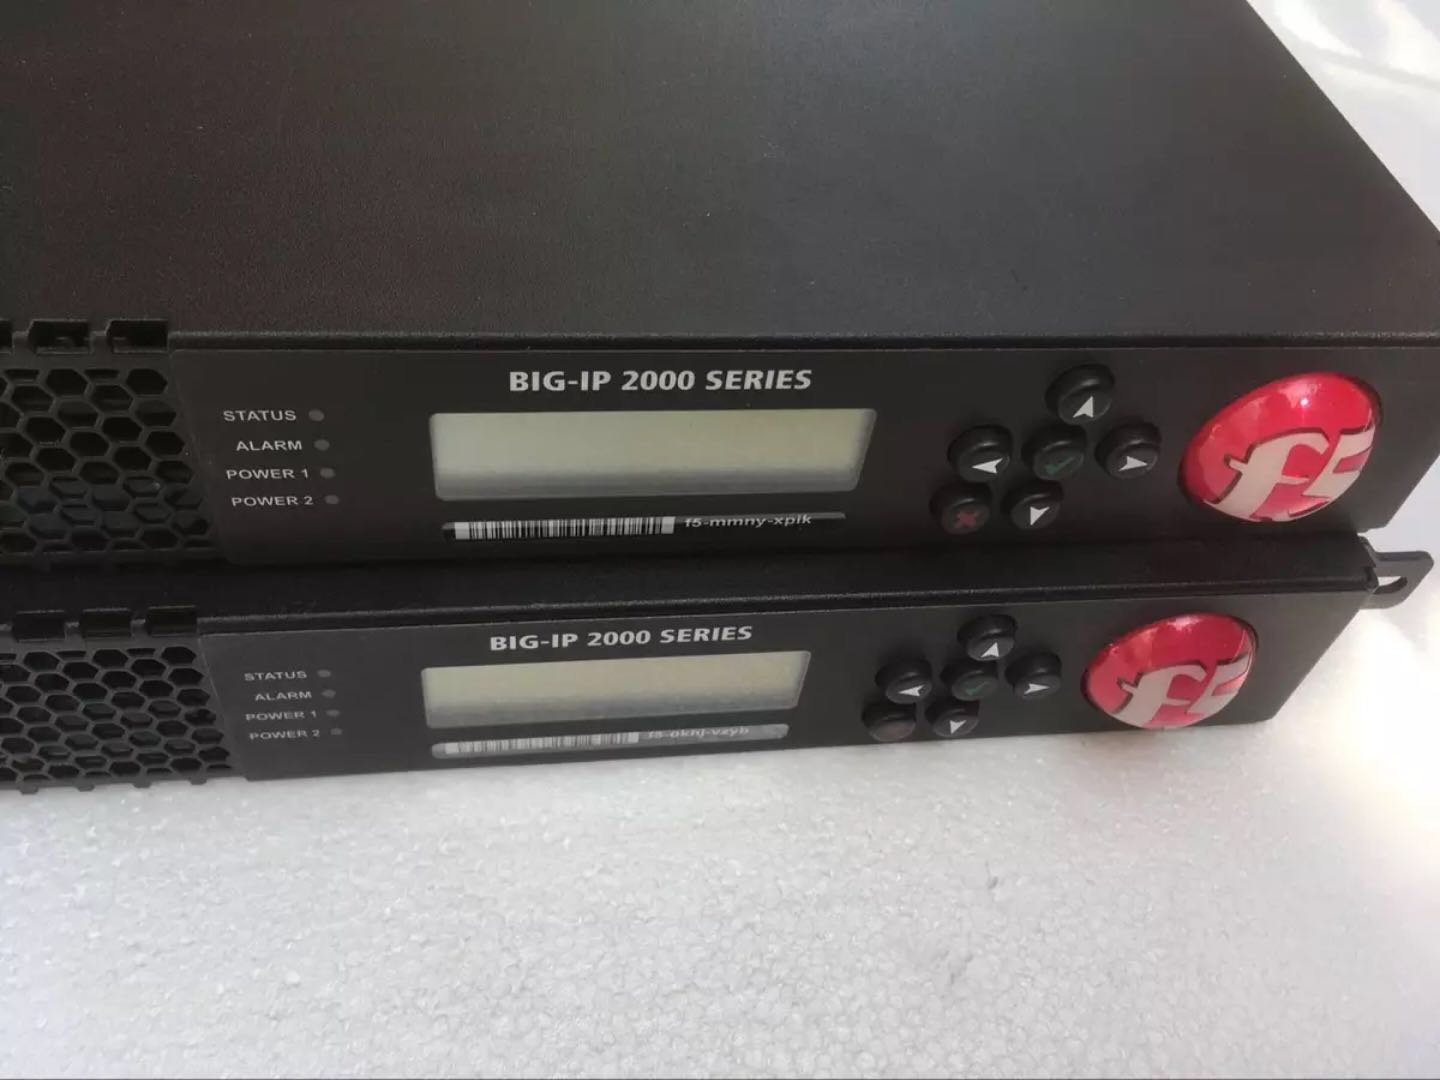 BIG-IP 2000 SERIES
STATUS
ALARM
POWER 1
POWER 2
f5-mmny-xpik
f5
BIG-IP 2000 SERIES
STATUS
ALARM
POWER 1
POWER 2
f5